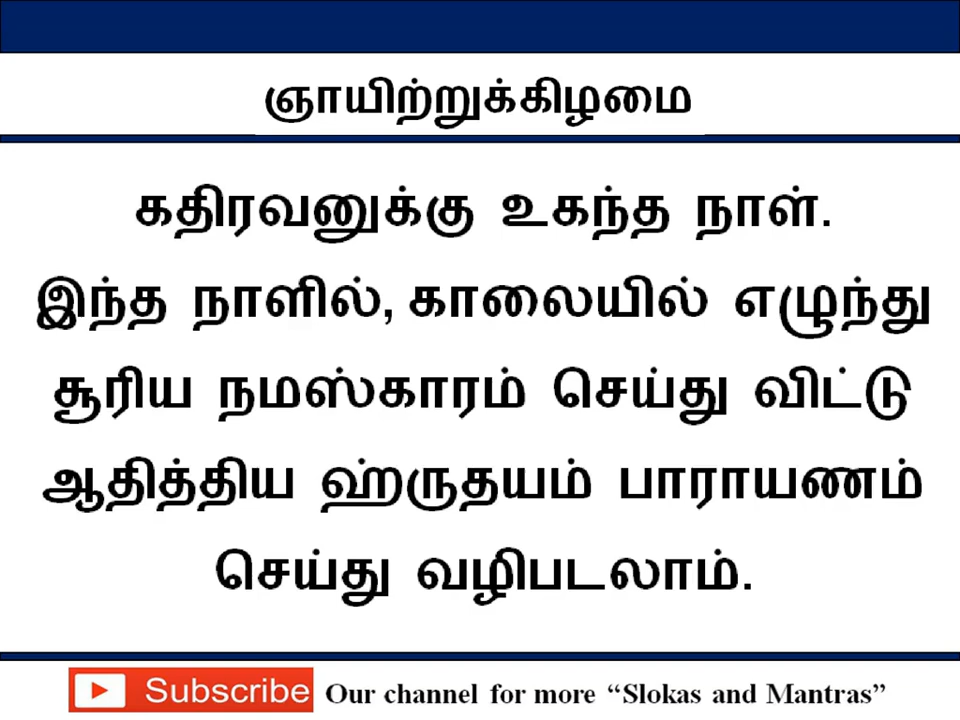 ஞாயிற்றுக்கிழமை
கதிரவனுக்கு உகந்த நாள்.
இந்த நாளில், காலையில் எழுந்து
சூரிய நமஸ்காரம் செய்து விட்டு
ஆதித்திய ஹ்ருதயம் பாராயணம்
செய்து வழிபடலாம்.
Subscribe Our channel for more “Slokas and Mantras”